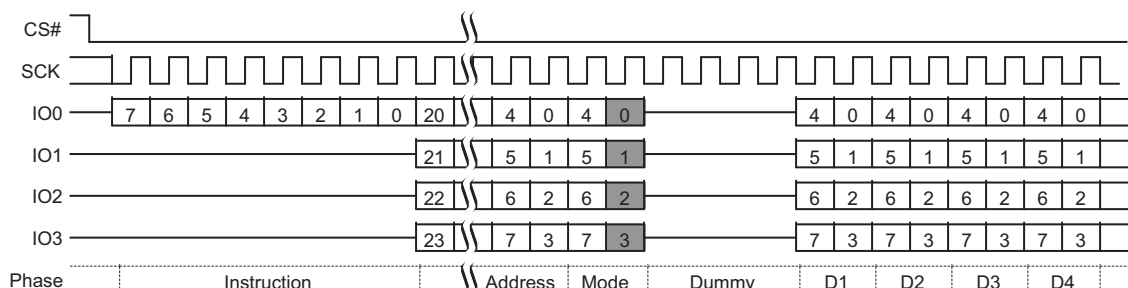 CS#
SCK
IO0 7 6 5 4 3 2 1 0 20 4 0 4 0 4 0 4 0 4 0 4 0
IO1 21 5 1 5 1 5 1 5 1 5 1 5 1
IO2 22 6 2 6 2 6 2 6 2 6 2 6 2
IO3 23 7 3 7 3 7 3 7 3 7 3 7 3
Phase Instruction Address Mode Dummy D1 D2 D3 D4